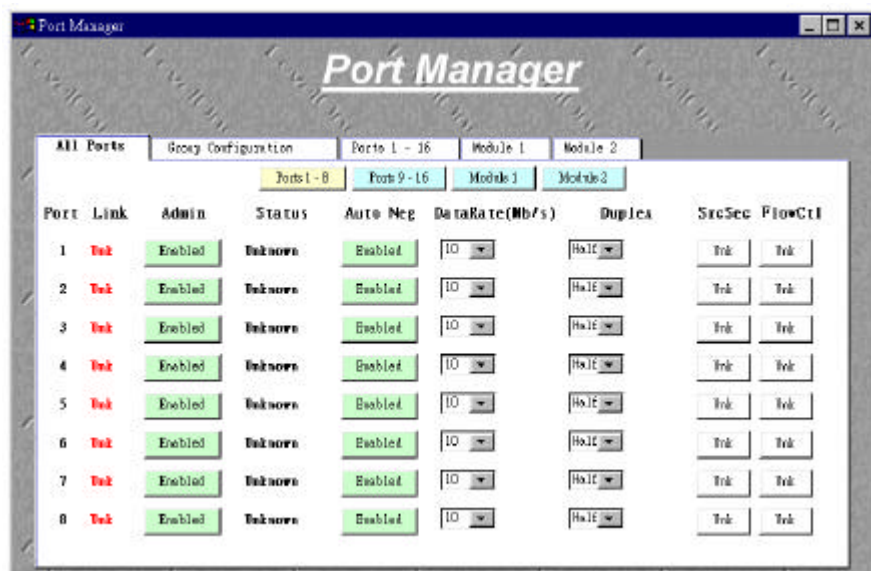 Port Manager
Port Manager
All Ports Group Configuration Ports 1 - 16 Module 1 Module 2
Ports 1 - 8 Ports 9 - 16 Module 1 Module 2
Port Link Admin Status Auto Neg DataRate(Mb/s) Duplex SrcSec FlowCtl
1 Unk Enabled Unknown Enabled 10 Half Unk Unk
2 Unk Enabled Unknown Enabled 10 Half Unk Unk
3 Unk Enabled Unknown Enabled 10 Half Unk Unk
4 Unk Enabled Unknown Enabled 10 Half Unk Unk
5 Unk Enabled Unknown Enabled 10 Half Unk Unk
6 Unk Enabled Unknown Enabled 10 Half Unk Unk
7 Unk Enabled Unknown Enabled 10 Half Unk Unk
8 Unk Enabled Unknown Enabled 10 Half Unk Unk